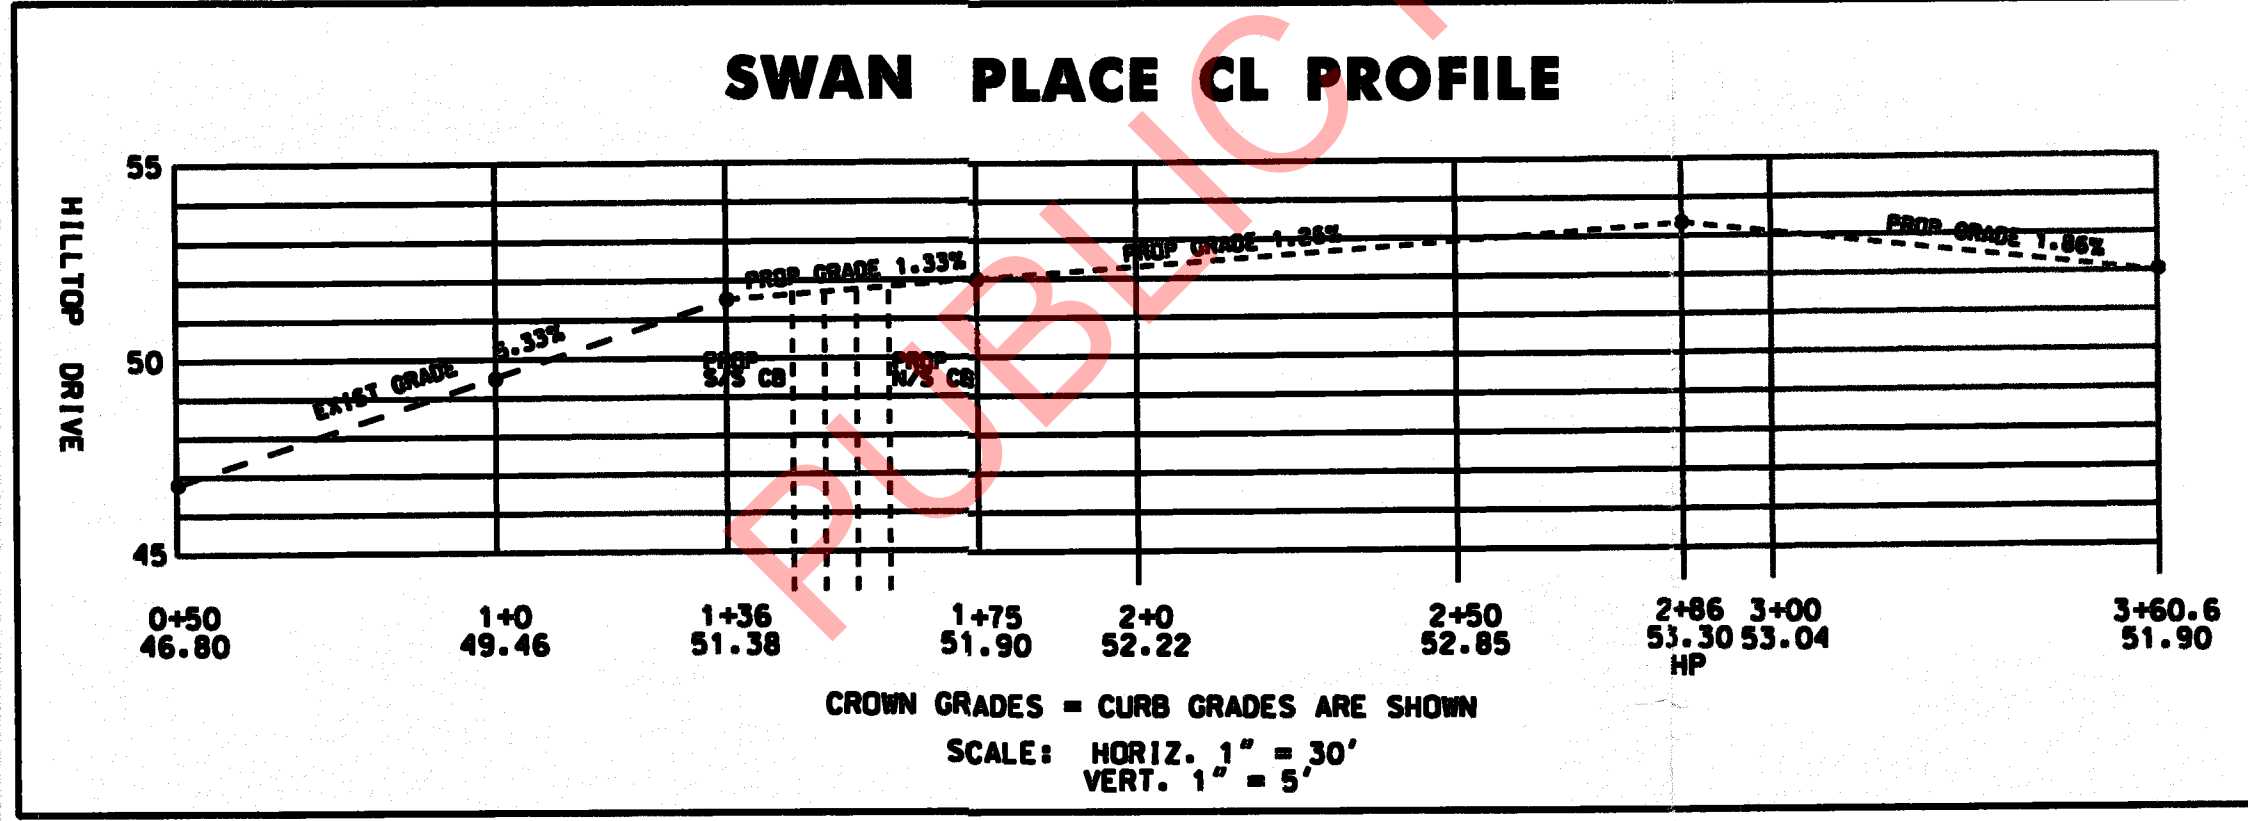 SWAN PLACE CL PROFILE
HILLTOP DRIVE
55
50
45
EXIST GRADE 5.33%
PROP GRADE 1.33%
PROP GRADE 1.26%
PROP GRADE 1.86%
PROP
S/S CB
PROP
N/S CB
0+50
46.80
1+0
49.46
1+36
51.38
1+75
51.90
2+0
52.22
2+50
52.85
2+86
53.30
HP
3+00
53.04
3+60.6
51.90
CROWN GRADES = CURB GRADES ARE SHOWN
SCALE: HORIZ. 1" = 30'
VERT. 1" = 5'
PUBLIC